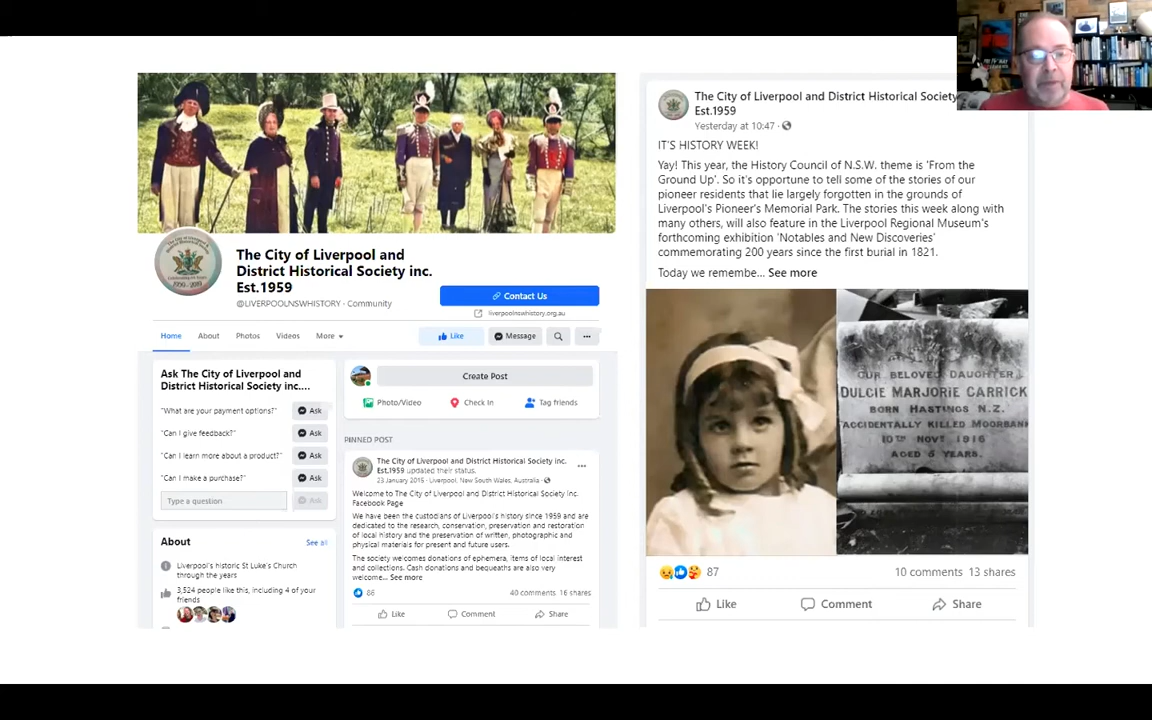 The City of Liverpool and
District Historical Society inc.
Est.1959
@LIVERPOOLNSWHISTORY · Community
Contact Us
liverpoolnswhistory.org.au
Home
About
Photos
Videos
More
Like
Message
Ask The City of Liverpool and
District Historical Society inc....
"What are your payment options?"
Ask
"Can I give feedback?"
Ask
"Can I learn more about a product?"
Ask
"Can I make a purchase?"
Ask
Type a question
Ask
About
See all
Liverpool's historic St Luke's Church
through the years
3,524 people like this, including 4 of your
friends
Create Post
Photo/Video
Check In
Tag friends
PINNED POST
The City of Liverpool and District Historical Society inc.
Est.1959 updated their status.
23 January 2015 · Liverpool, New South Wales, Australia ·
Welcome to The City of Liverpool and District Historical Society Inc.
Facebook Page
We have been the custodians of Liverpool's history since 1959 and are
dedicated to the research, conservation, preservation and restoration
of local history and the preservation of written, photographic and
physical materials for present and future users.
The society welcomes donations of ephemera, items of local interest
and collections. Cash donations and bequeaths are also very
welcome... See more
86
40 comments 16 shares
Like
Comment
Share
The City of Liverpool and District Historical Society
Est.1959
Yesterday at 10:47 ·
IT'S HISTORY WEEK!
Yay! This year, the History Council of N.S.W. theme is 'From the
Ground Up'. So it's opportune to tell some of the stories of our
pioneer residents that lie largely forgotten in the grounds of
Liverpool's Pioneer's Memorial Park. The stories this week along with
many others, will also feature in the Liverpool Regional Museum's
forthcoming exhibition 'Notables and New Discoveries'
commemorating 200 years since the first burial in 1821.
Today we remembe... See more
OUR BELOVED DAUGHTER
DULCIE MARJORIE CARRICK
BORN HASTINGS N.Z.
ACCIDENTALLY KILLED MOORBANK
10TH NOV 1916
AGED 6 YEARS.
87
10 comments 13 shares
Like
Comment
Share